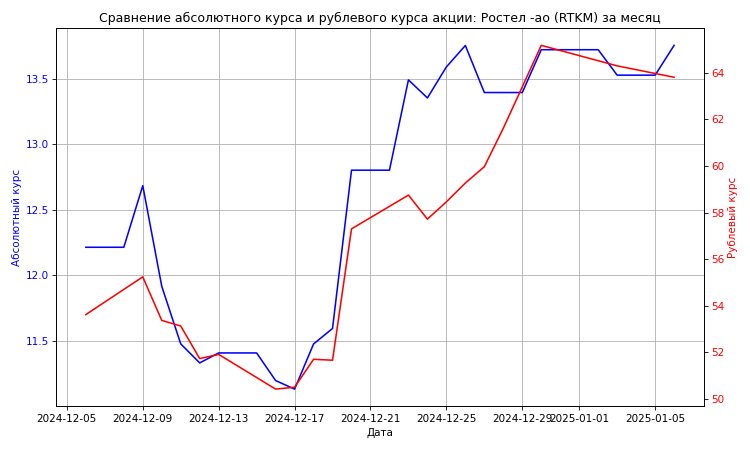 Сравнение абсолютного курса и рублевого курса акции: Ростел -ао (RTKM) за месяц
13.5
13.0
12.5
12.0
11.5
Абсолютный курс
64
62
60
58
56
54
52
50
Рублевый курс
2024-12-05 2024-12-09 2024-12-13 2024-12-17 2024-12-21 2024-12-25 2024-12-29 2025-01-01 2025-01-05
Дата